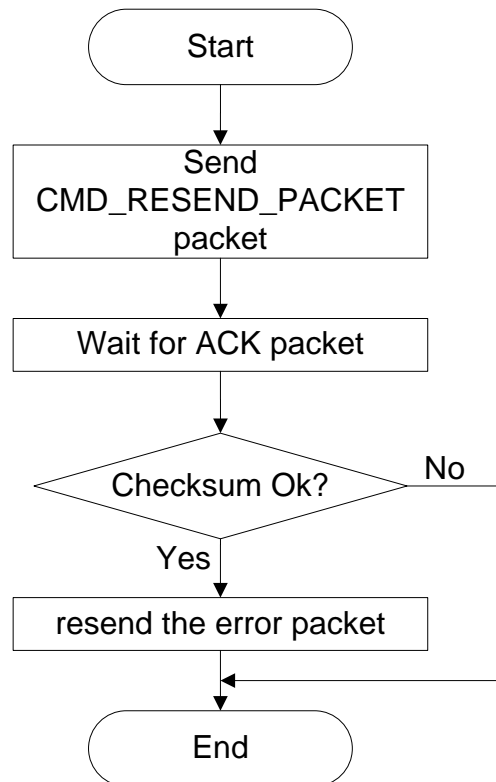 Start
Send
CMD_RESEND_PACKET
packet
Wait for ACK packet
Checksum Ok?
No
Yes
resend the error packet
End